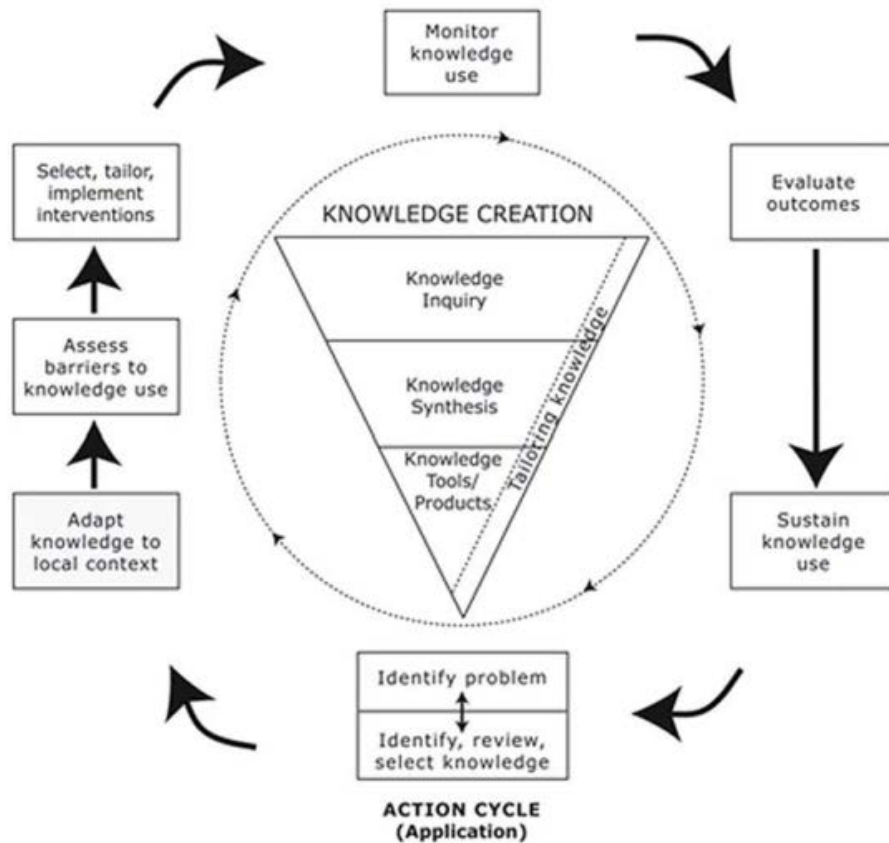 Monitor
knowledge
use
Select, tailor,
implement
interventions
Evaluate
outcomes
KNOWLEDGE CREATION
Knowledge
Inquiry
Knowledge
Synthesis
Knowledge
Tools/
Products
Tailoring knowledge
Assess
barriers to
knowledge use
Adapt
knowledge to
local context
Sustain
knowledge
use
Identify problem
Identify, review,
select knowledge
ACTION CYCLE
(Application)